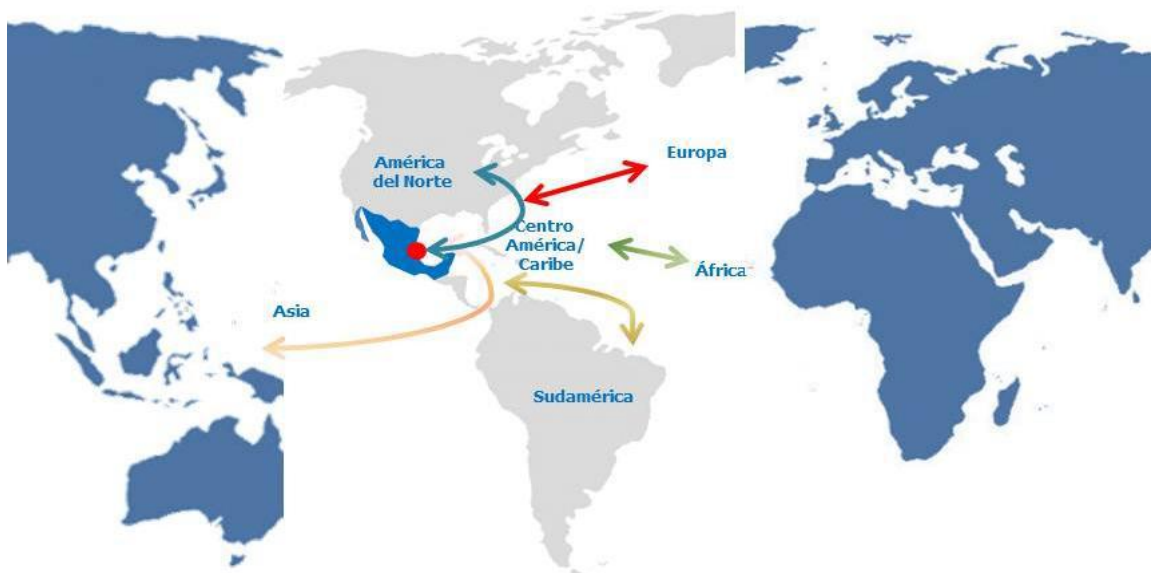 América
del Norte
Europa
Centro
América/
Caribe
África
Asia
Sudamérica